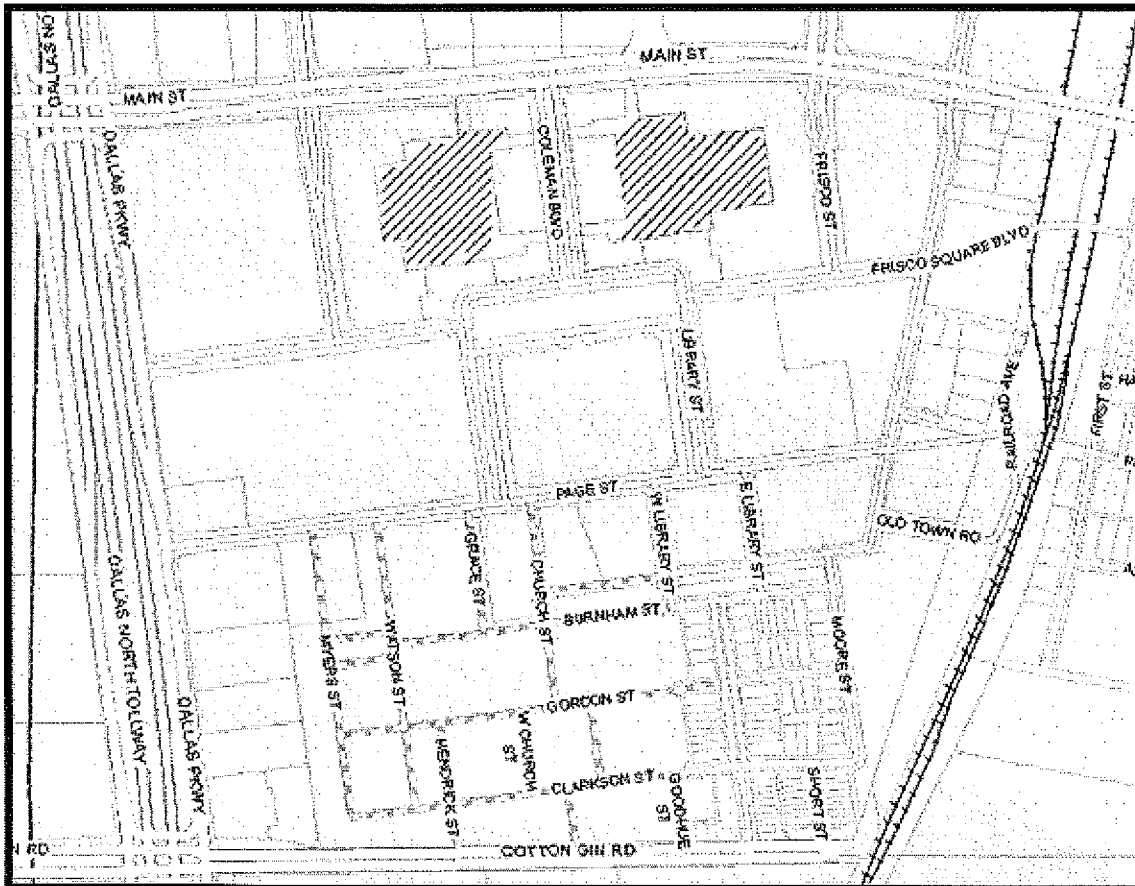 DALLAS NO
MAIN ST
MAIN ST
DALLAS PKWY
COLEMAN BLVD
FRISCO ST
FRISCO SQUARE BLVD
LIBRARY ST
RAILROAD AVE
FIRST ST
PAGE ST
W LIBRARY ST
E LIBRARY ST
OLD TOWN RD
GRACE ST
CHURCH ST
BURNHAM ST
DALLAS NORTH TOLLWAY
MYERS ST
WATSON ST
MOORE ST
GORDON ST
DALLAS PKWY
HENDRICK ST
W CHURCH
ST
CLARKSON ST
GOODHUE
ST
SHORT ST
N RD
COTTON GIN RD